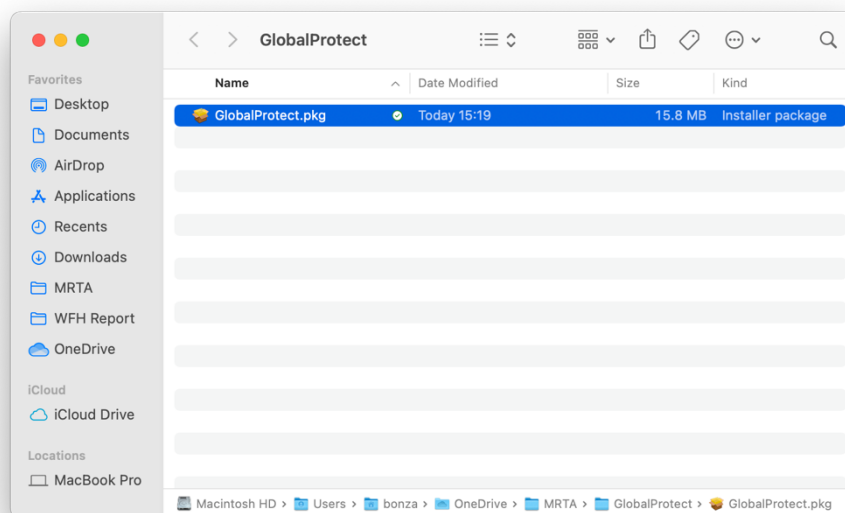 GlobalProtect
Favorites
Desktop
Documents
AirDrop
Applications
Recents
Downloads
MRTA
WFH Report
OneDrive
iCloud
iCloud Drive
Locations
MacBook Pro
Name Date Modified Size Kind
GlobalProtect.pkg Today 15:19 15.8 MB Installer package
Macintosh HD › Users › bonza › OneDrive › MRTA › GlobalProtect › GlobalProtect.pkg